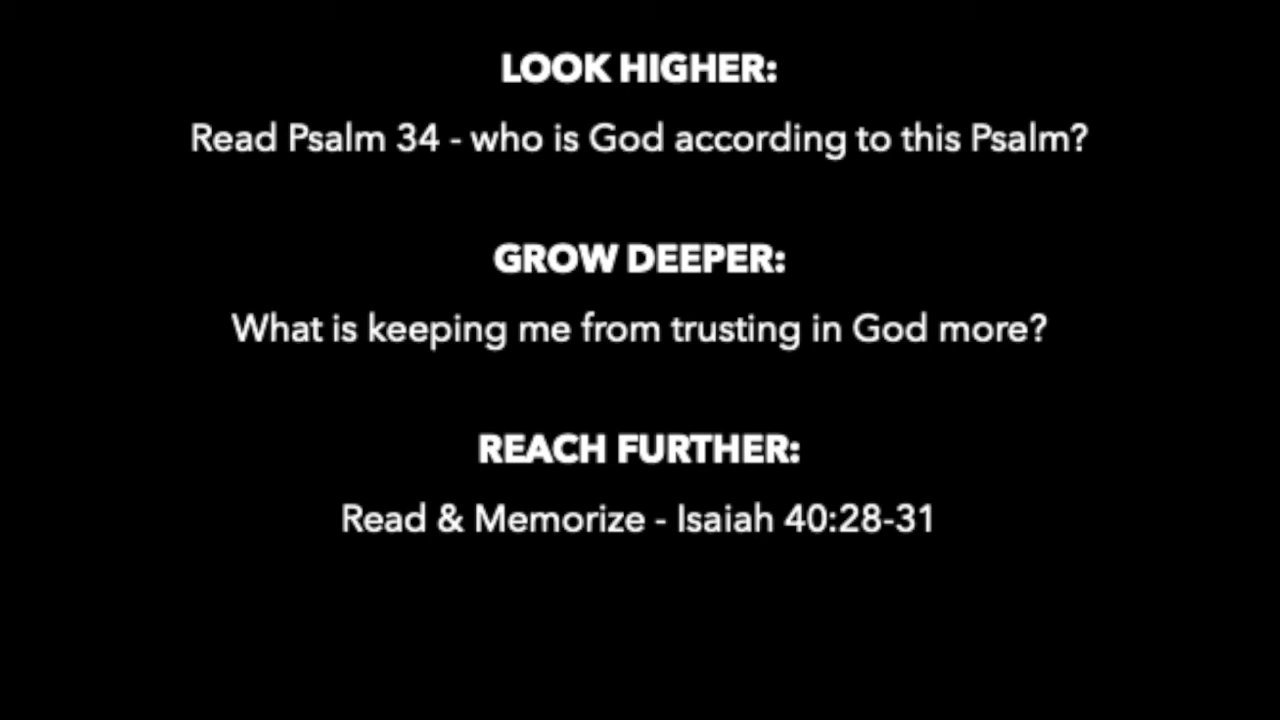 LOOK HIGHER:
Read Psalm 34 - who is God according to this Psalm?
GROW DEEPER:
What is keeping me from trusting in God more?
REACH FURTHER:
Read & Memorize - Isaiah 40:28-31